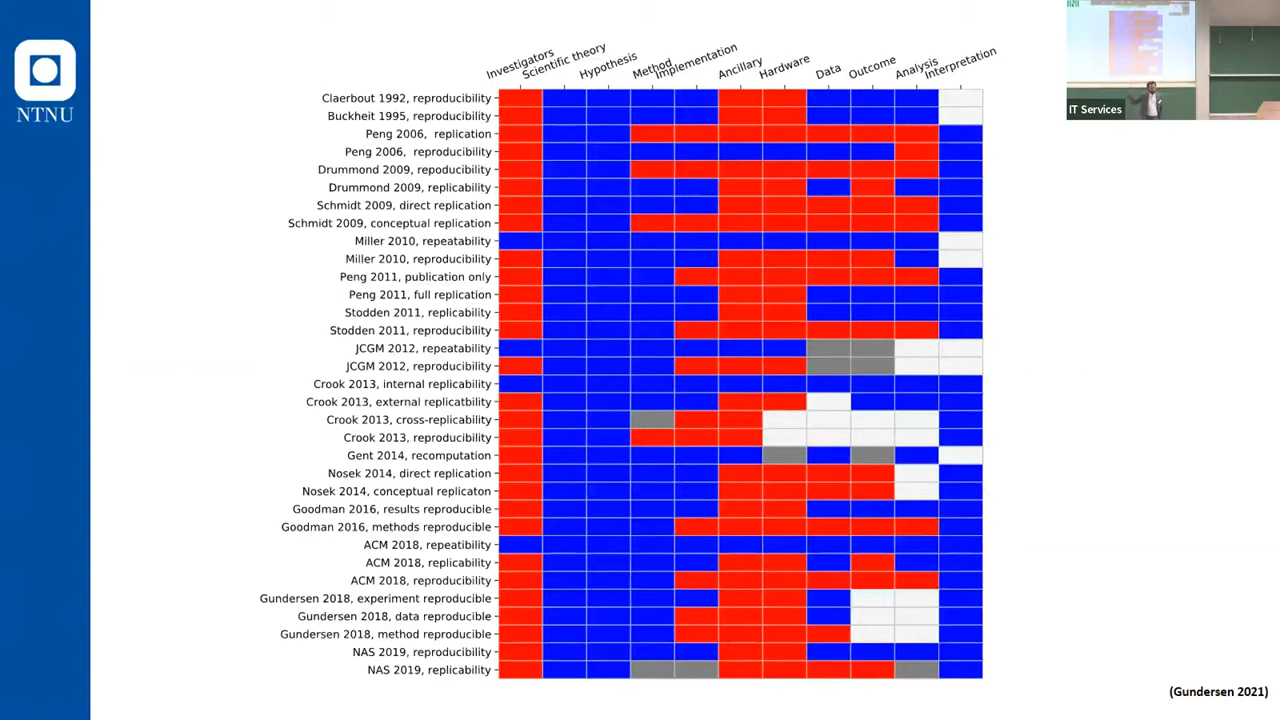 NTNU
Investigators
Scientific theory
Hypothesis
Method
Implementation
Ancillary
Hardware
Data
Outcome
Analysis
Interpretation
Claerbout 1992, reproducibility
Buckheit 1995, reproducibility
Peng 2006, replication
Peng 2006, reproducibility
Drummond 2009, repoducibility
Drummond 2009, replicability
Schmidt 2009, direct replication
Schmidt 2009, conceptual replication
Miller 2010, repeatability
Miller 2010, reproducibility
Peng 2011, publication only
Peng 2011, full replication
Stodden 2011, replicability
Stodden 2011, reproducibility
JCGM 2012, repeatability
JCGM 2012, reproducibility
Crook 2013, internal replicability
Crook 2013, external replicatbility
Crook 2013, cross-replicability
Crook 2013, reproducibility
Gent 2014, recomputation
Nosek 2014, direct replication
Nosek 2014, conceptual replicaton
Goodman 2016, results reproducible
Goodman 2016, methods reproducible
ACM 2018, repeatibility
ACM 2018, replicability
ACM 2018, reproducibility
Gundersen 2018, experiment reproducible
Gundersen 2018, data reproducible
Gundersen 2018, method reproducible
NAS 2019, reproducibility
NAS 2019, replicability
IT Services
(Gundersen 2021)